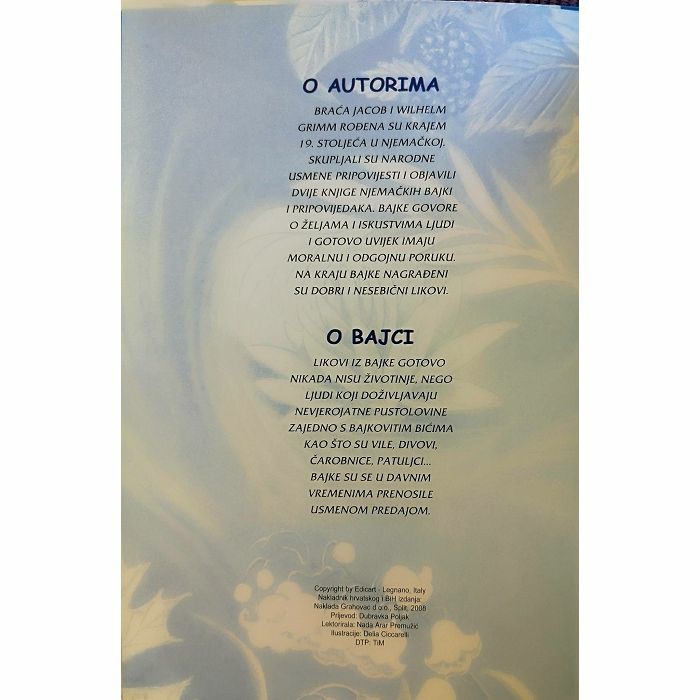 O AUTORIMA
BRAĆA JACOB I WILHELM
GRIMM ROĐENA SU KRAJEM
19. STOLJEĆA U NJEMAČKOJ.
SKUPLJALI SU NARODNE
USMENE PRIPOVIJESTI I OBJAVILI
DVIJE KNJIGE NJEMAČKIH BAJKI
I PRIPOVIJEDAKA. BAJKE GOVORE
O ŽELJAMA I ISKUSTVIMA LJUDI
I GOTOVO UVIJEK IMAJU
MORALNU I ODGOJNU PORUKU.
NA KRAJU BAJKE NAGRAĐENI
SU DOBRI I NESEBIČNI LIKOVI.
O BAJCI
LIKOVI IZ BAJKE GOTOVO
NIKADA NISU ŽIVOTINJE, NEGO
LJUDI KOJI DOŽIVLJAVAJU
NEVJEROJATNE PUSTOLOVINE
ZAJEDNO S BAJKOVITIM BIĆIMA
KAO ŠTO SU VILE, DIVOVI,
ČAROBNICE, PATULJCI...
BAJKE SU SE U DAVNIM
VREMENIMA PRENOSILE
USMENOM PREDAJOM.
Copyright by Edicart - Legnano, Italy
Nakladnik hrvatskog i BiH izdanja:
Naklada Grahovac d.o.o., Split, 2008
Prijevod: Dubravka Poljak
Lektorirala: Nada Arar Premužić
Ilustracije: Delia Ciccarelli
DTP: TiM